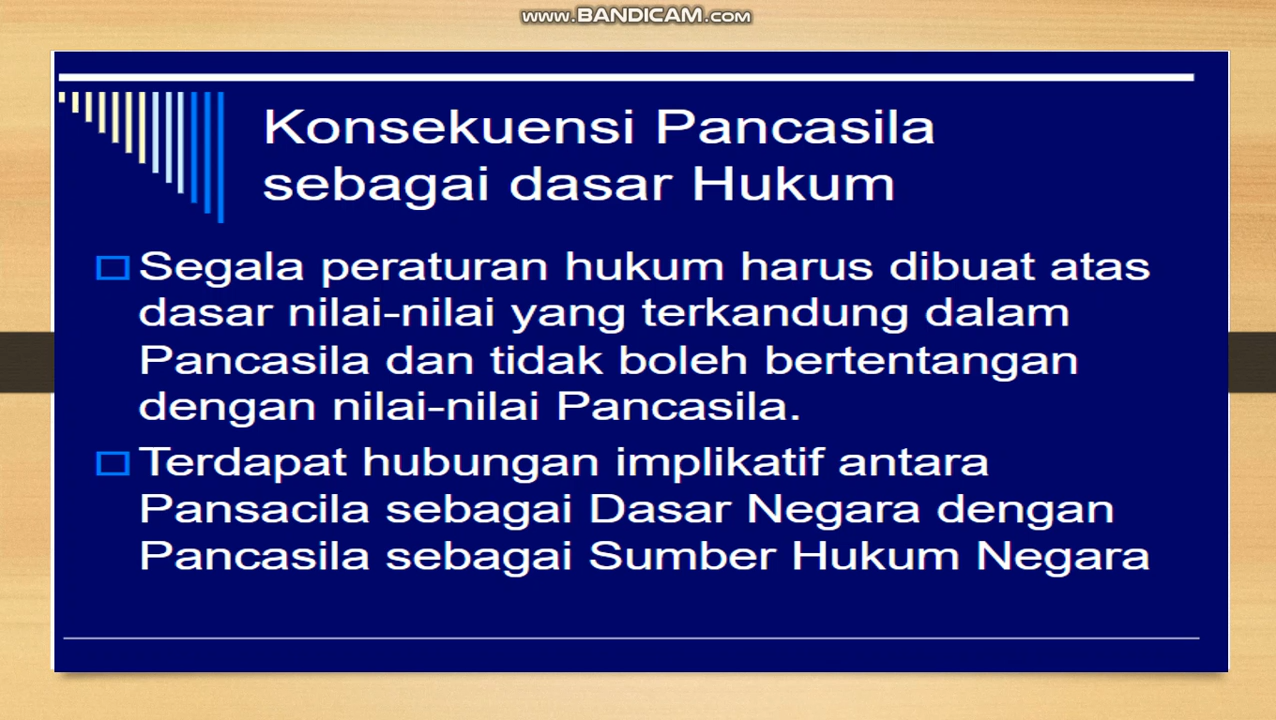 www.BANDICAM.com
Konsekuensi Pancasila
sebagai dasar Hukum
Segala peraturan hukum harus dibuat atas
dasar nilai-nilai yang terkandung dalam
Pancasila dan tidak boleh bertentangan
dengan nilai-nilai Pancasila.
Terdapat hubungan implikatif antara
Pansacila sebagai Dasar Negara dengan
Pancasila sebagai Sumber Hukum Negara